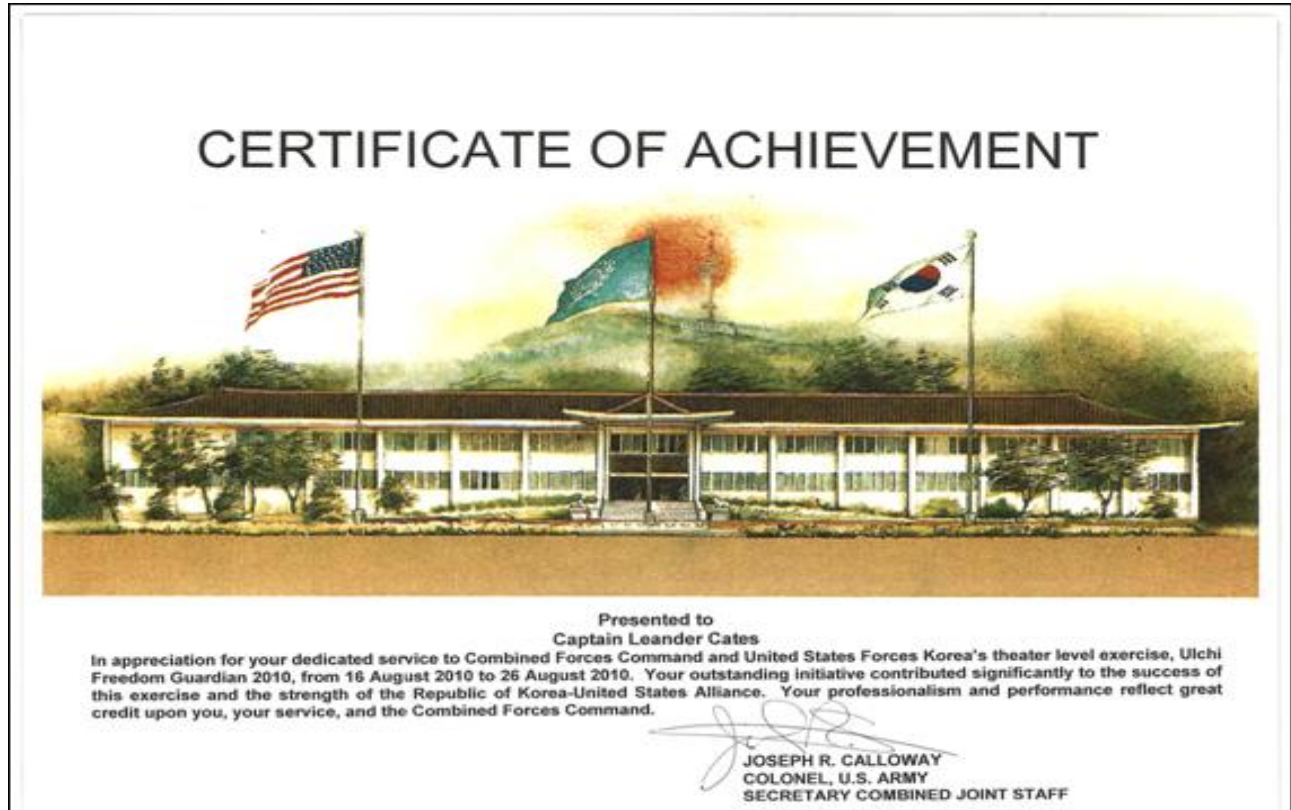 CERTIFICATE OF ACHIEVEMENT
Presented to
Captain Leander Cates
In appreciation for your dedicated service to Combined Forces Command and United States Forces Korea's theater level exercise, Ulchi
Freedom Guardian 2010, from 16 August 2010 to 26 August 2010. Your outstanding initiative contributed significantly to the success of
this exercise and the strength of the Republic of Korea-United States Alliance. Your professionalism and performance reflect great
credit upon you, your service, and the Combined Forces Command.
JOSEPH R. CALLOWAY
COLONEL, U.S. ARMY
SECRETARY COMBINED JOINT STAFF